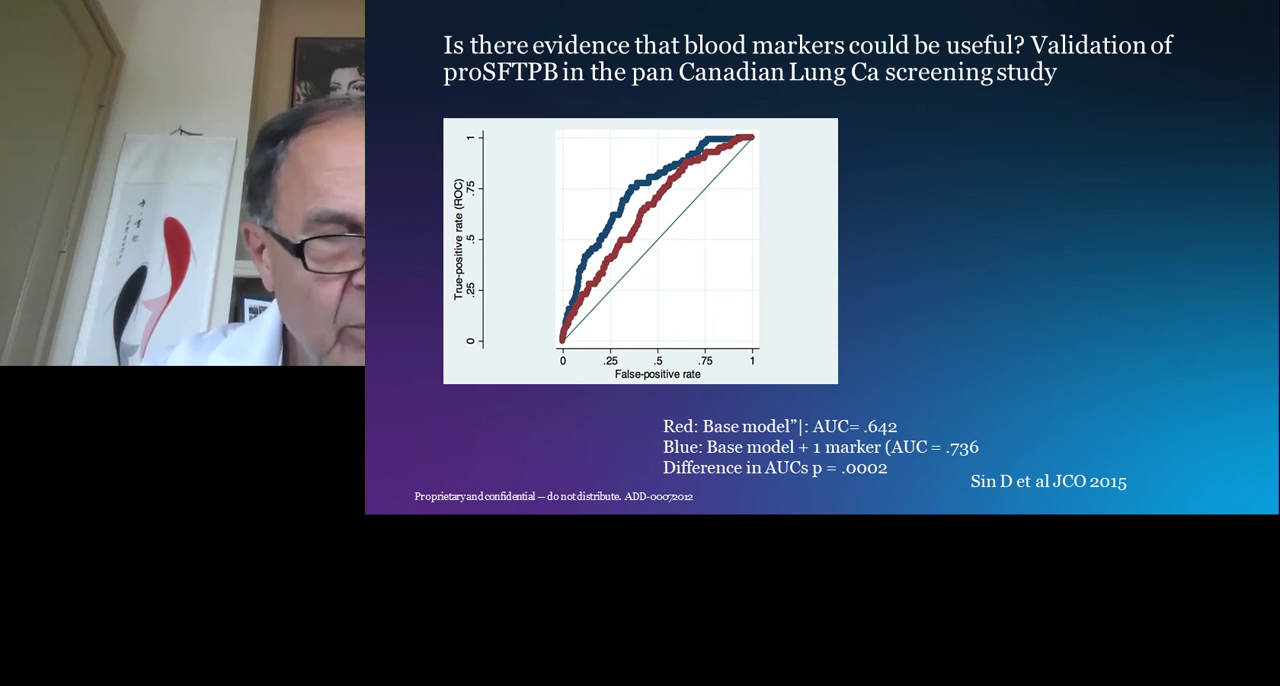 Is there evidence that blood markers could be useful? Validation of
proSFTPB in the pan Canadian Lung Ca screening study
1
.75
.5
.25
0
True-positive rate (ROC)
0 .25 .5 .75 1
False-positive rate
Red: Base model”|: AUC= .642
Blue: Base model + 1 marker (AUC = .736
Difference in AUCs p = .0002
Sin D et al JCO 2015
Proprietary and confidential — do not distribute. ADD-00072012